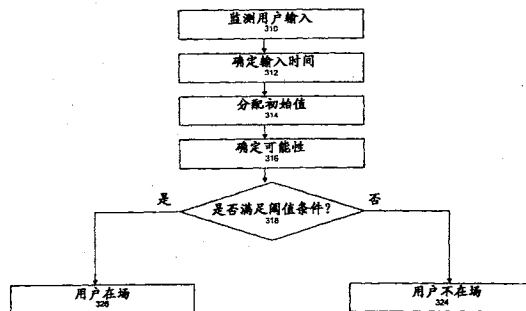 监测用户输入
310
确定输入时间
312
分配初始值
314
确定可能性
316
是否满足阈值条件?
318
是
否
用户在场
326
用户不在场
324